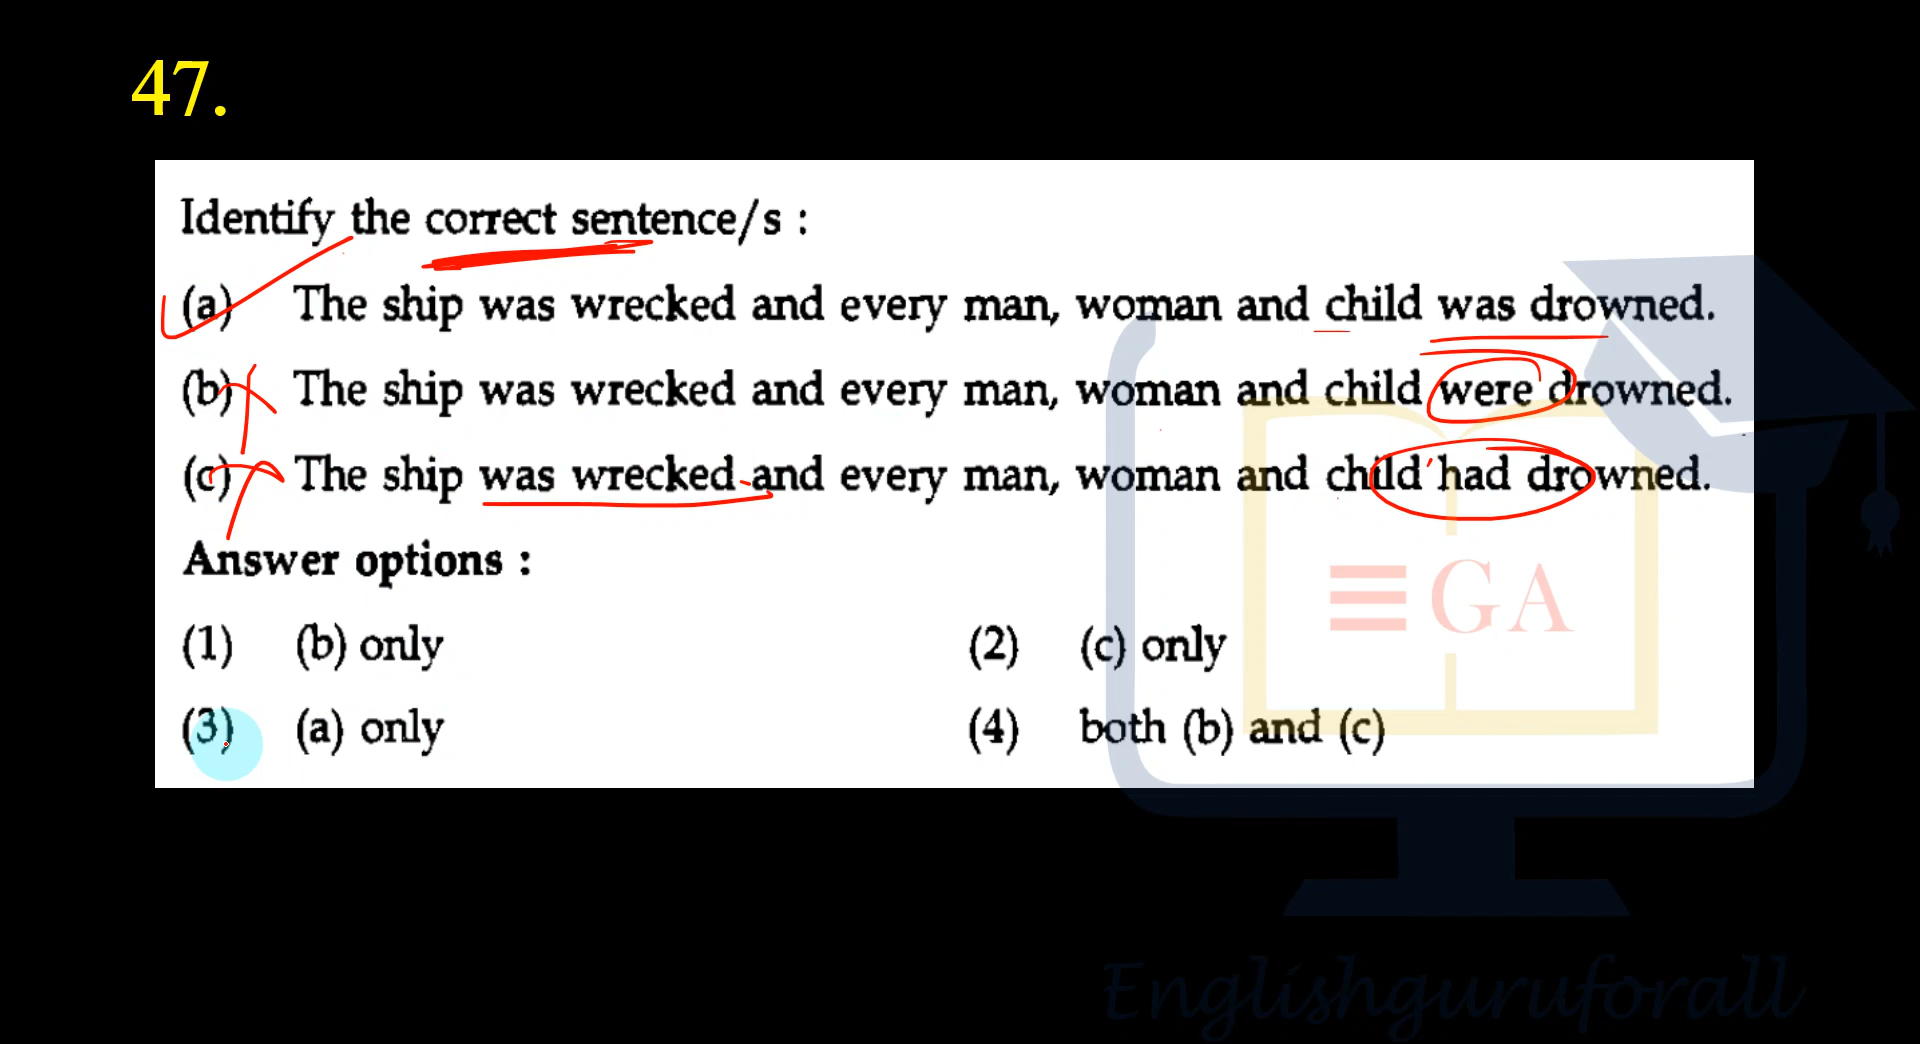 47.
Identify the correct sentence/s :
(a) The ship was wrecked and every man, woman and child was drowned.
(b) The ship was wrecked and every man, woman and child were drowned.
(c) The ship was wrecked and every man, woman and child had drowned.
Answer options :
(1) (b) only (2) (c) only
(3) (a) only (4) both (b) and (c)
GA
Englishguruforall